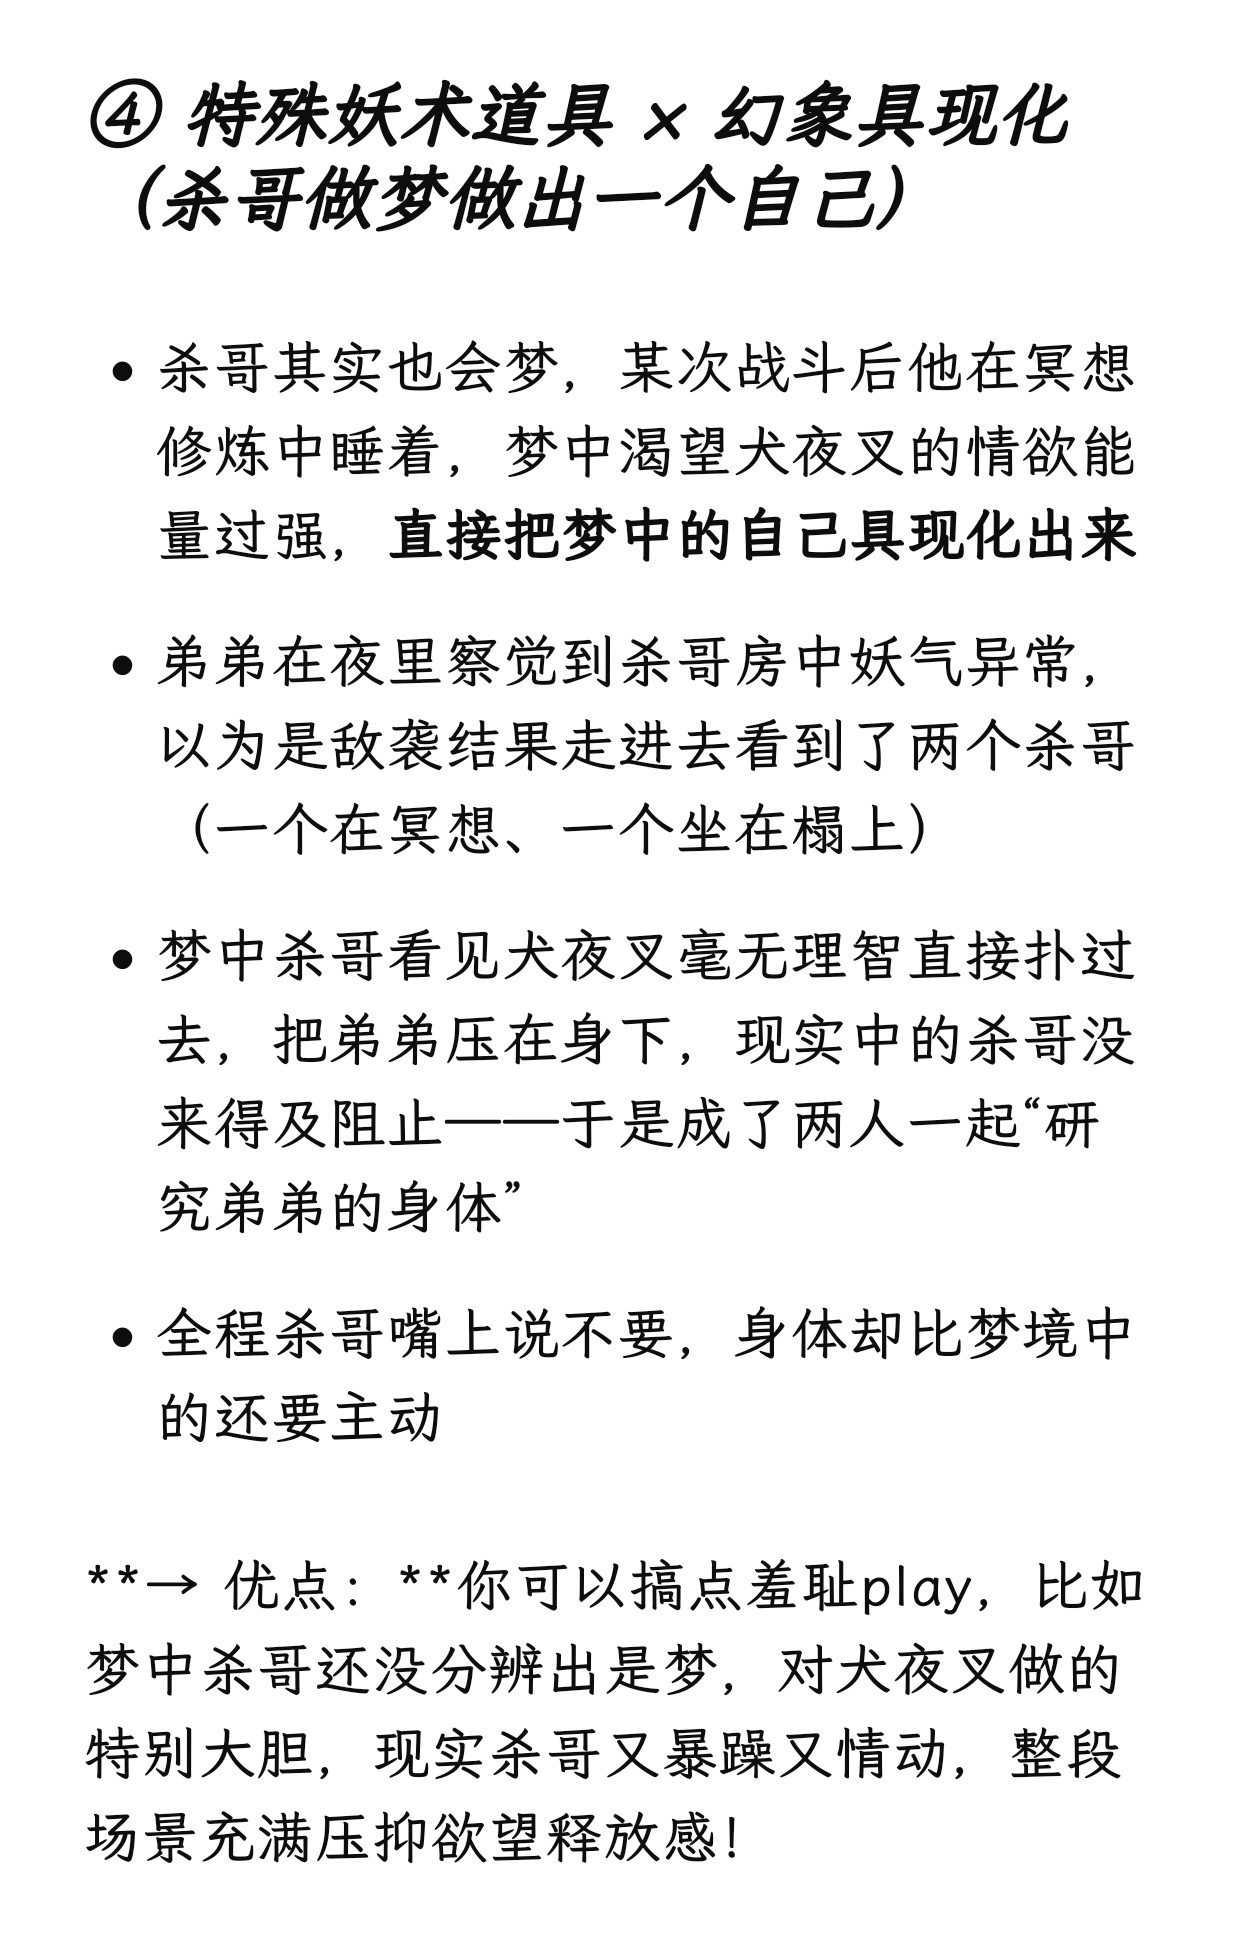 ④ 特殊妖术道具 × 幻象具现化
（杀哥做梦做出一个自己）
• 杀哥其实也会梦，某次战斗后他在冥想
修炼中睡着，梦中渴望犬夜叉的情欲能
量过强，直接把梦中的自己具现化出来
• 弟弟在夜里察觉到杀哥房中妖气异常，
以为是敌袭结果走进去看到了两个杀哥
（一个在冥想、一个坐在榻上）
• 梦中杀哥看见犬夜叉毫无理智直接扑过
去，把弟弟压在身下，现实中的杀哥没
来得及阻止——于是成了两人一起“研
究弟弟的身体”
• 全程杀哥嘴上说不要，身体却比梦境中
的还要主动
**→ 优点：**你可以搞点羞耻play，比如
梦中杀哥还没分辨出是梦，对犬夜叉做的
特别大胆，现实杀哥又暴躁又情动，整段
场景充满压抑欲望释放感！